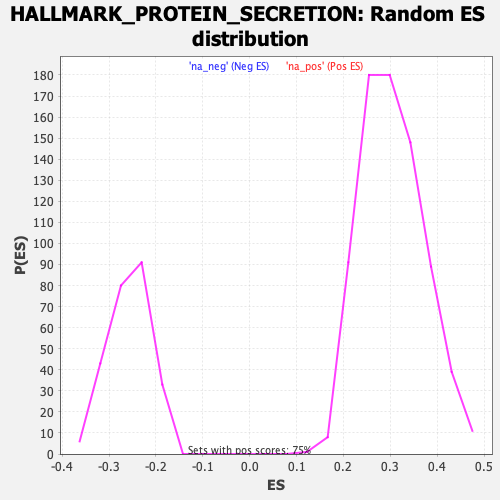 HALLMARK_PROTEIN_SECRETION: Random ES
distribution
'na_neg' (Neg ES) 'na_pos' (Pos ES)
180
170
160
150
140
130
120
110
100
90
80
70
60
50
40
30
20
10
0
P(ES)
Sets with pos scores: 75%
-0.4 -0.3 -0.2 -0.1 0.0 0.1 0.2 0.3 0.4 0.5
ES